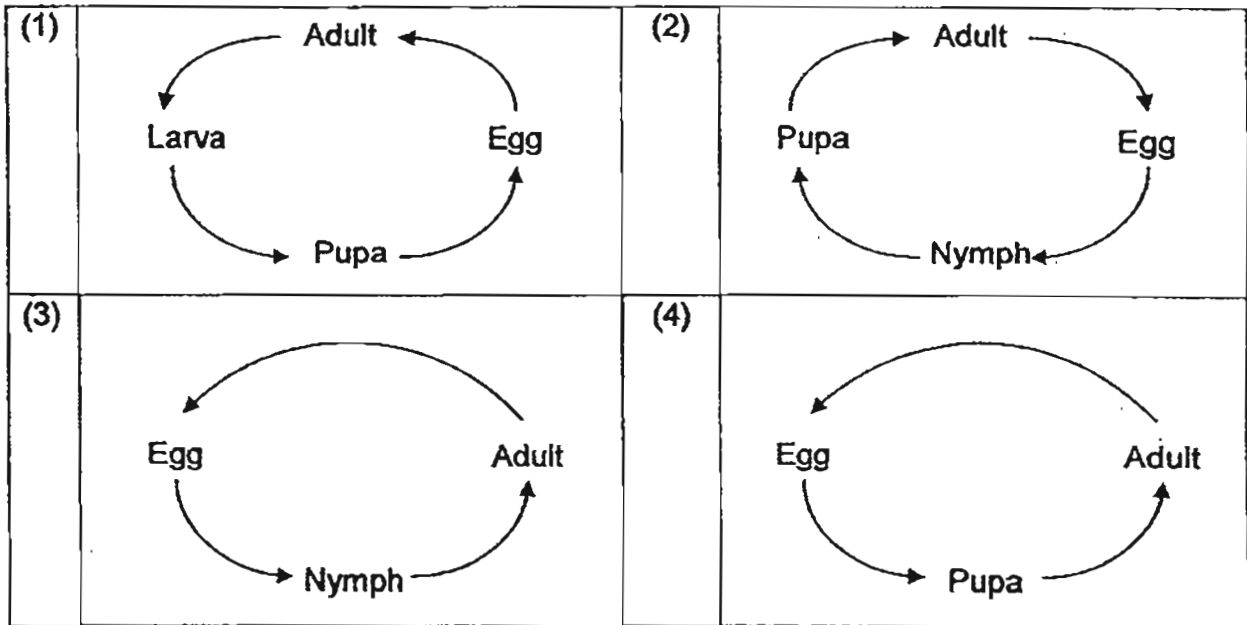 (1) Adult (2) Adult
Larva Egg Pupa Egg
Pupa Nymph
(3) (4)
Egg Adult Egg Adult
Nymph Pupa